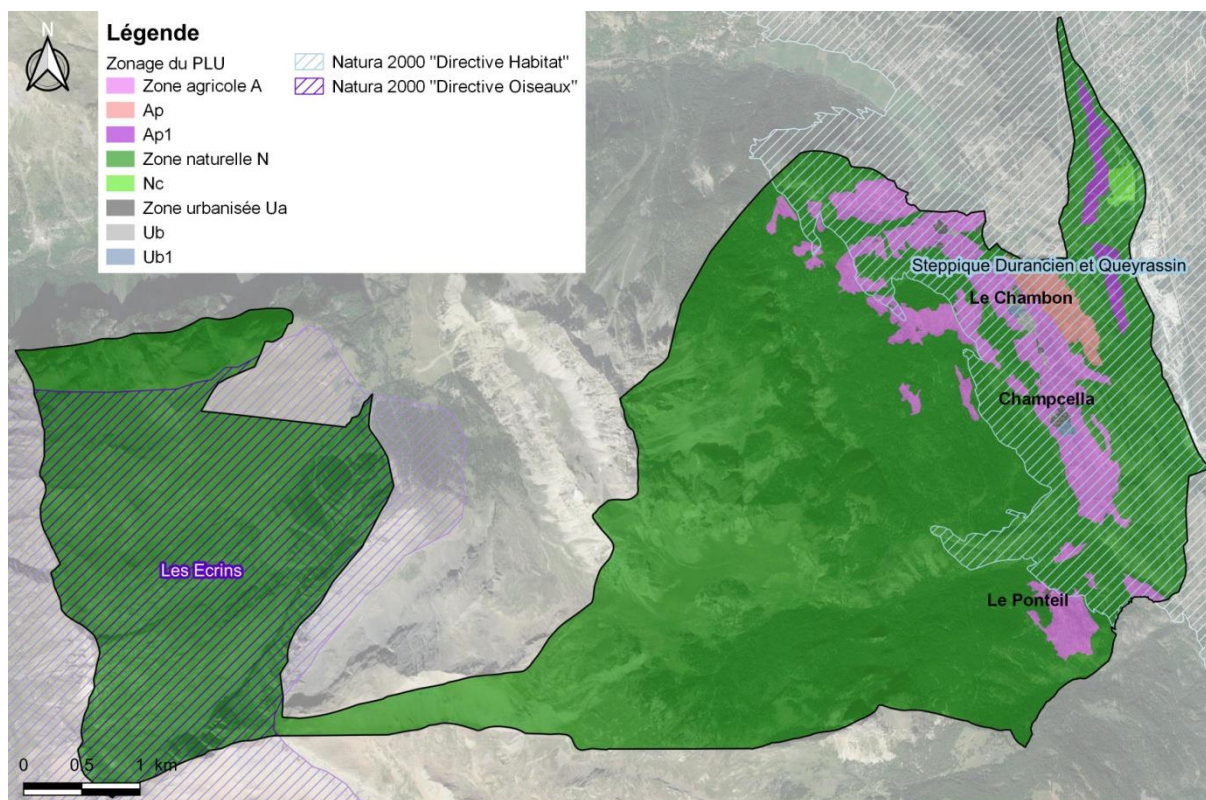 N
Légende
Zonage du PLU
Zone agricole A
Ap
Ap1
Zone naturelle N
Nc
Zone urbanisée Ua
Ub
Ub1
Natura 2000 "Directive Habitat"
Natura 2000 "Directive Oiseaux"
Steppique Durancien et Queyrassin
Le Chambon
Champcella
Les Ecrins
Le Ponteil
0 0.5 1 km